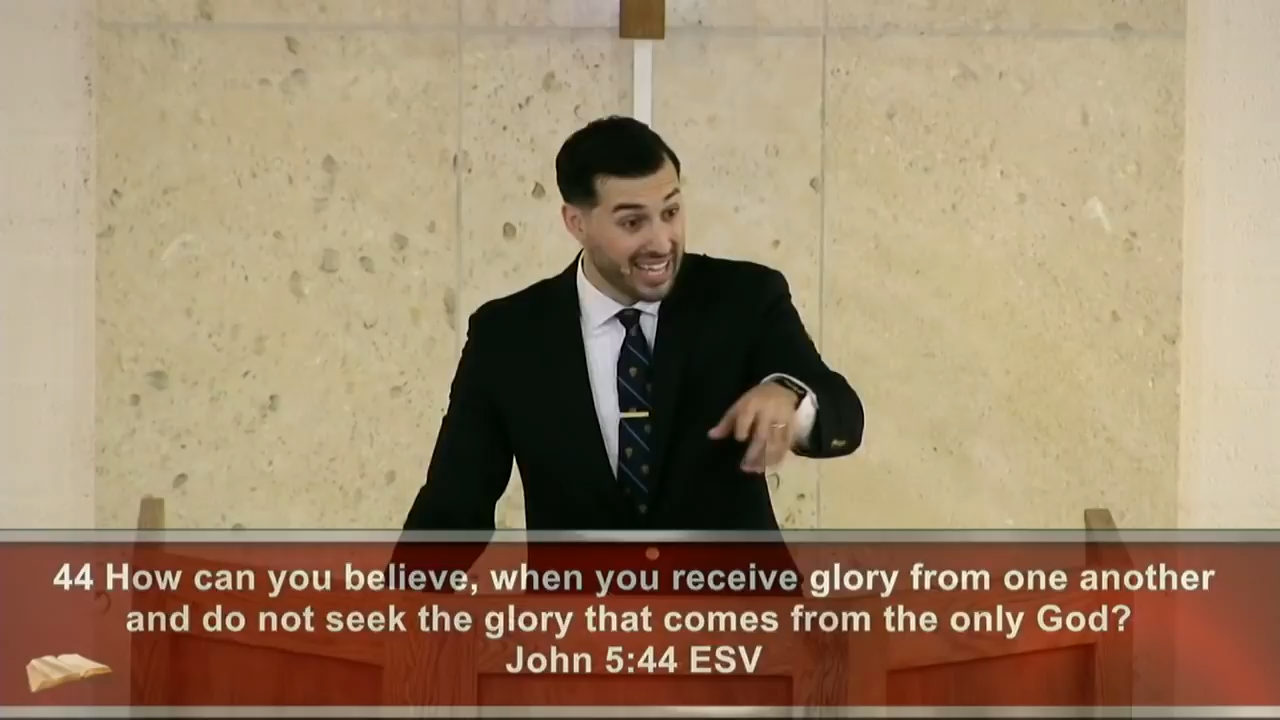 44 How can you believe, when you receive glory from one another
and do not seek the glory that comes from the only God?
John 5:44 ESV